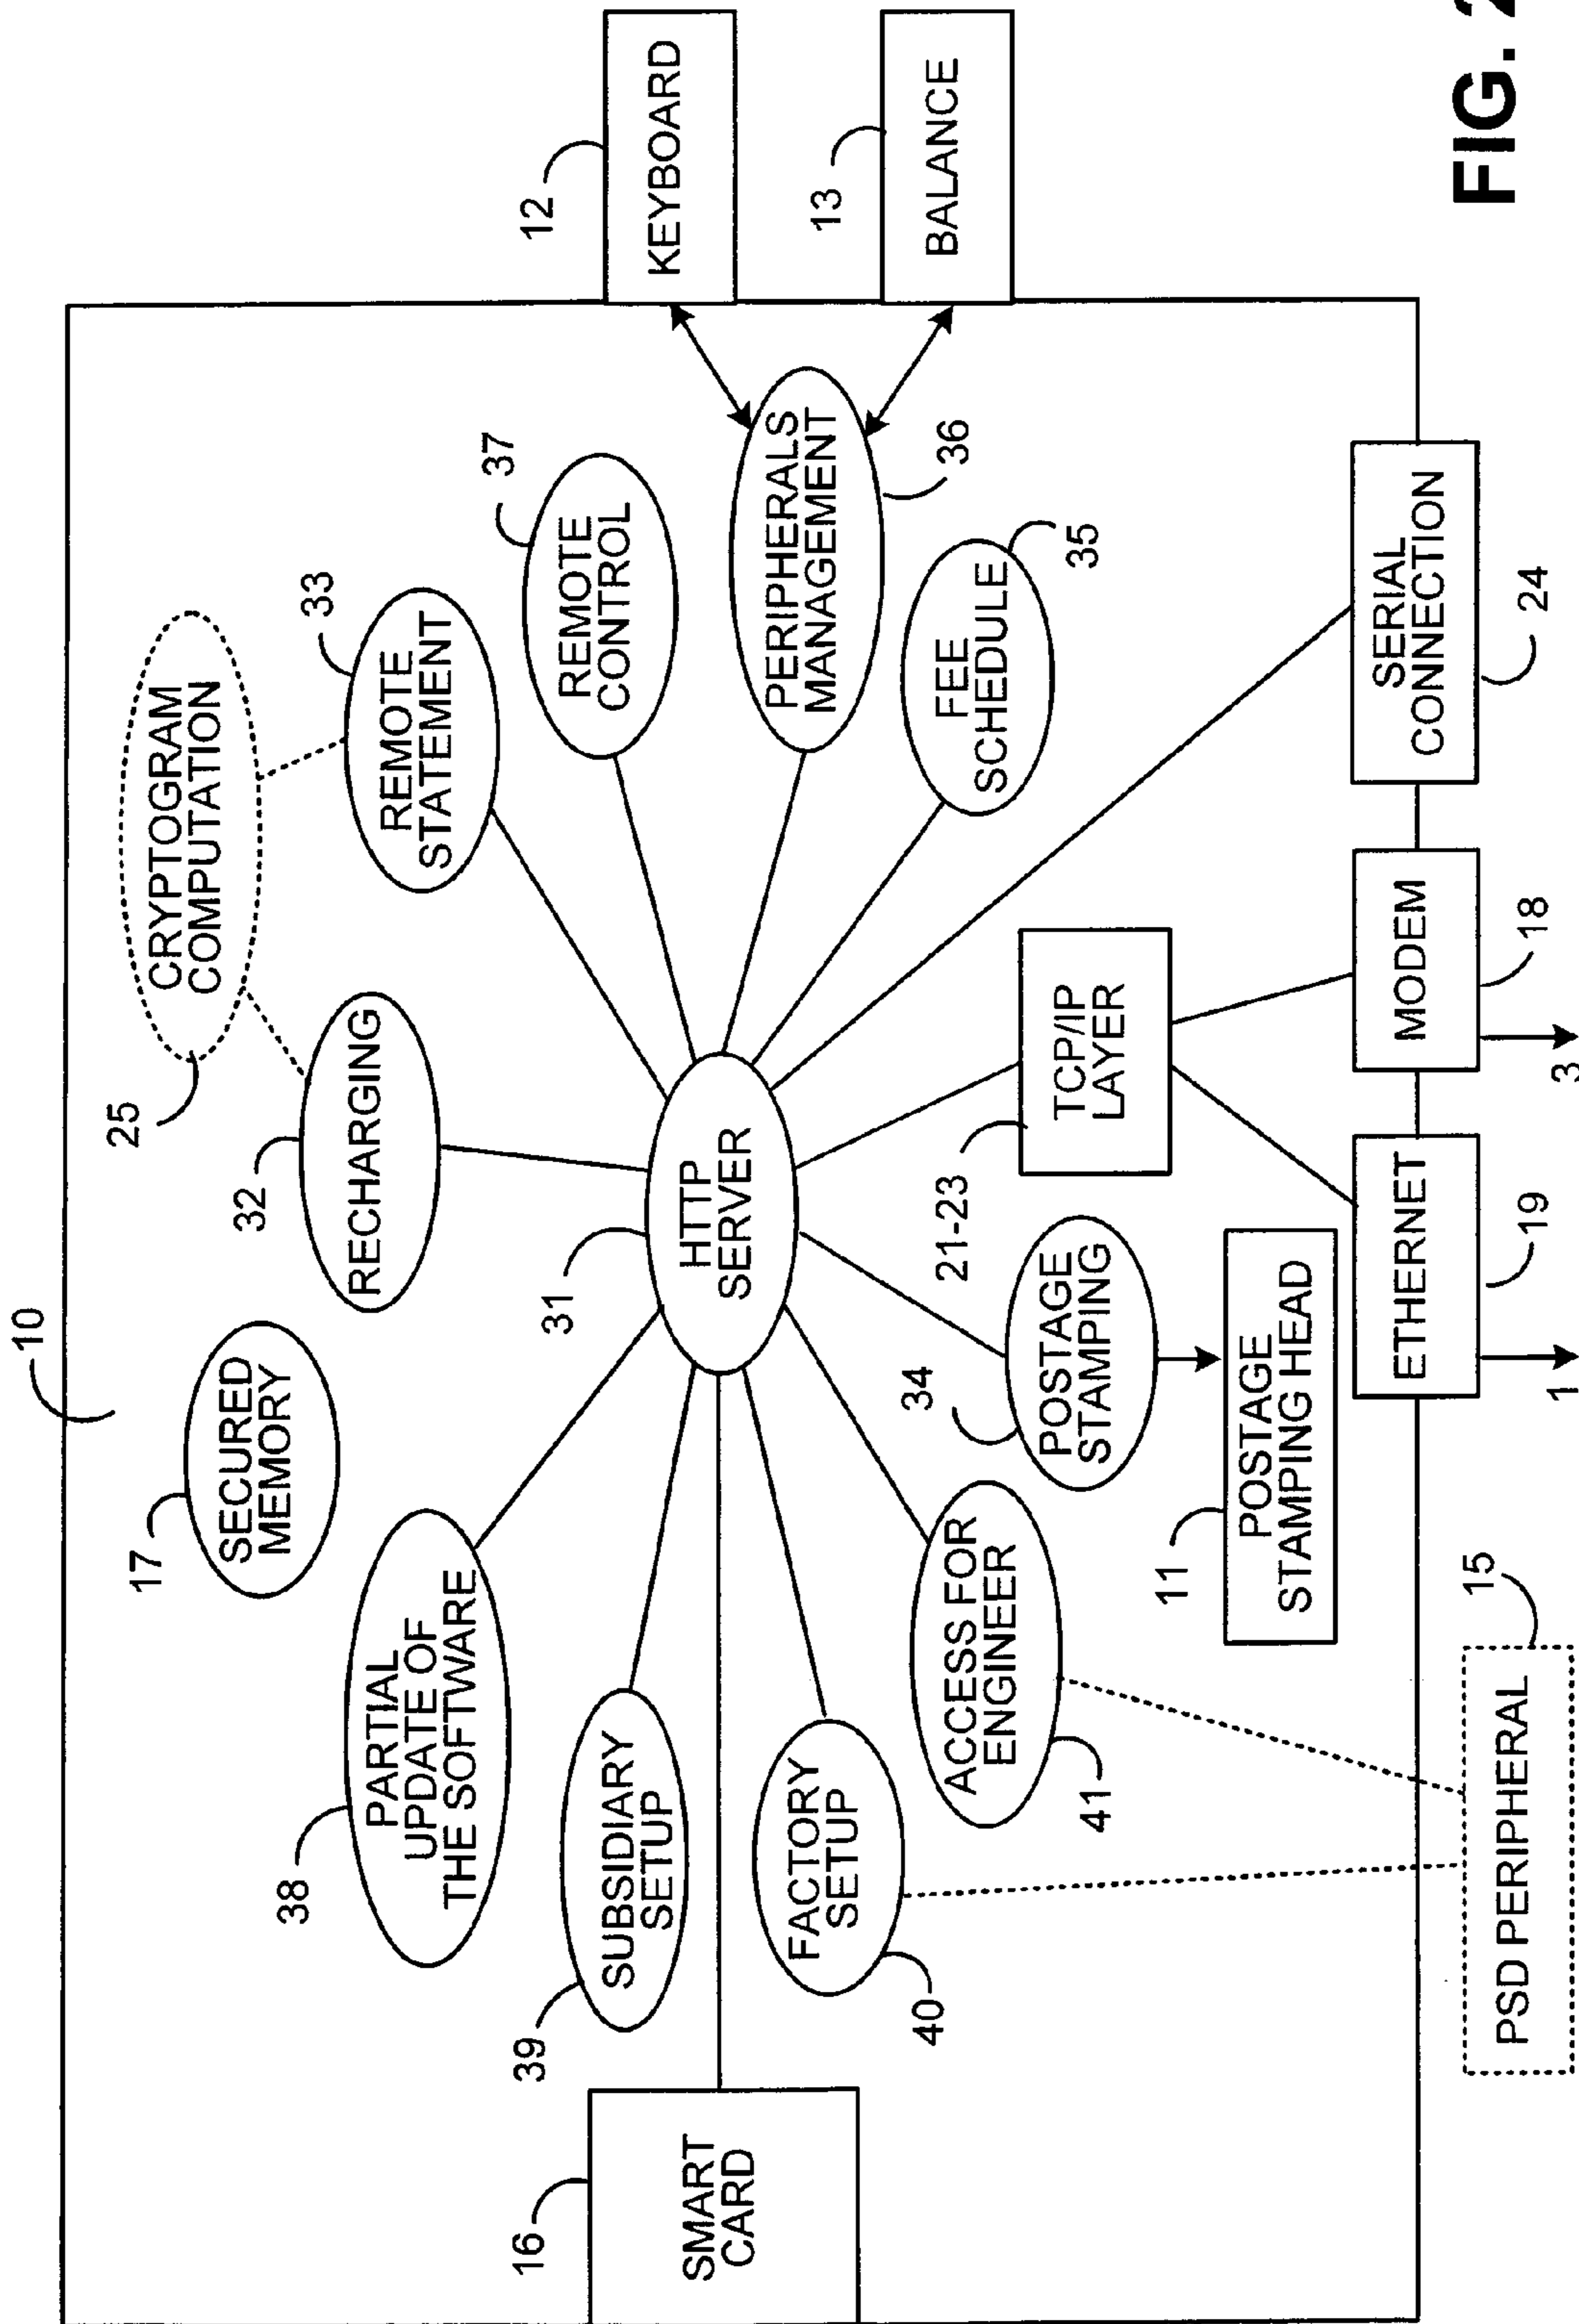 10
17
SECURED
MEMORY
25
CRYPTOGRAM
COMPUTATION
32
RECHARGING
33
REMOTE
STATEMENT
38
PARTIAL
UPDATE OF
THE SOFTWARE
37
REMOTE
CONTROL
12
KEYBOARD
39
SUBSIDIARY
SETUP
31
HTTP
SERVER
16
SMART
CARD
PERIPHERALS
MANAGEMENT
36
13
BALANCE
FACTORY
SETUP
40
FEE
SCHEDULE
35
ACCESS FOR
ENGINEER
41
34
POSTAGE
STAMPING
21-23
TCP/IP
LAYER
11
POSTAGE
STAMPING HEAD
ETHERNET
19
MODEM
18
SERIAL
CONNECTION
24
15
PSD PERIPHERAL
1
3
FIG. 2